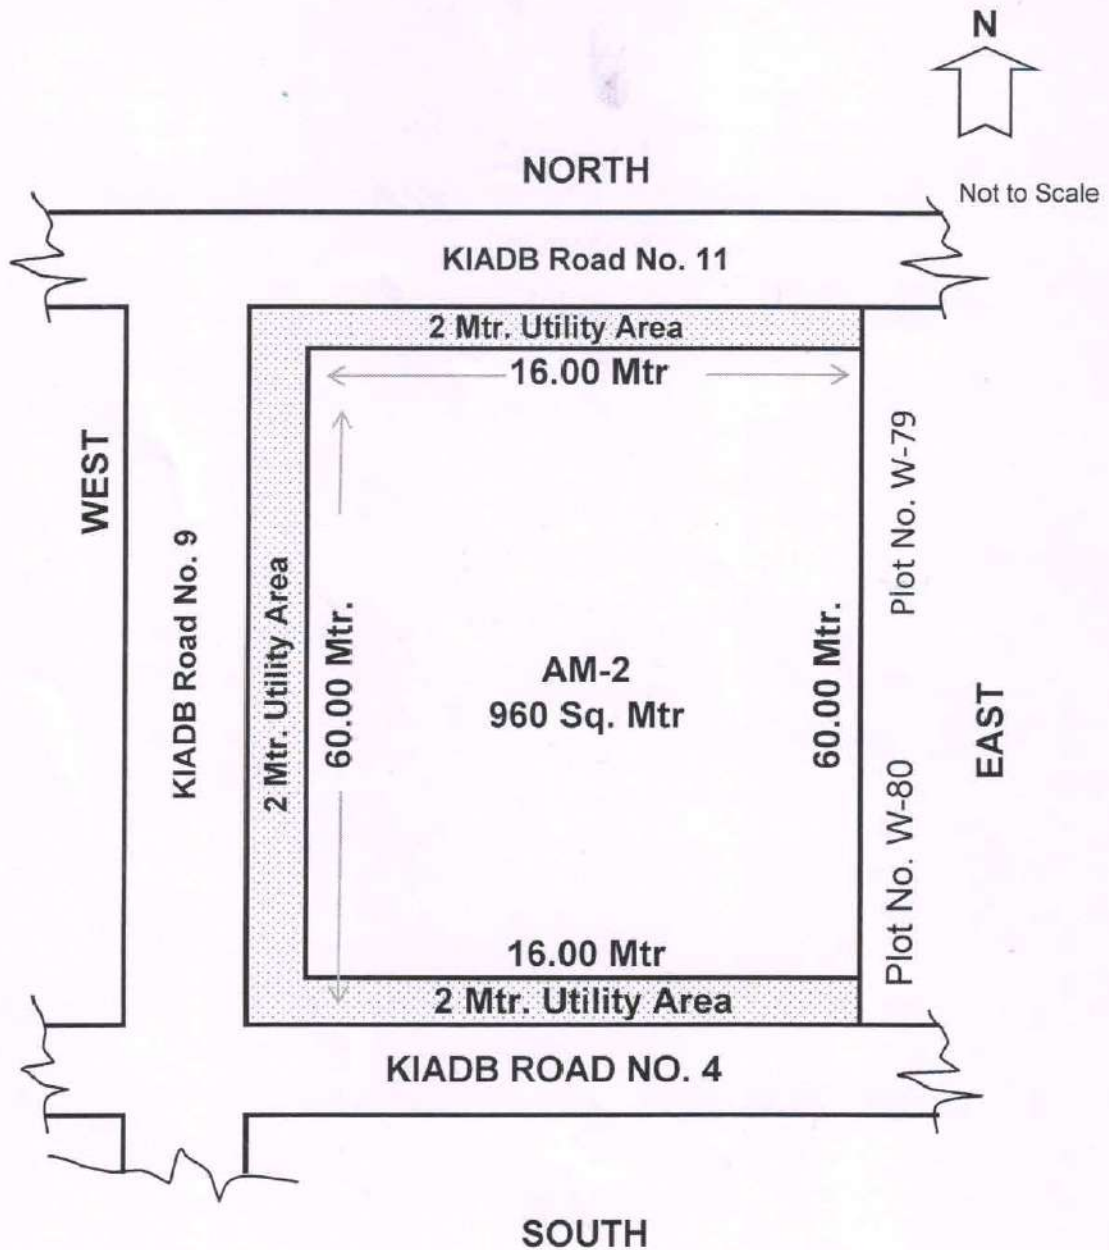 N
NORTH
Not to Scale
KIADB Road No. 11
2 Mtr. Utility Area
16.00 Mtr
WEST
KIADB Road No. 9
2 Mtr. Utility Area
60.00 Mtr.
AM-2
960 Sq. Mtr
60.00 Mtr.
Plot No. W-79
Plot No. W-80
EAST
16.00 Mtr
2 Mtr. Utility Area
KIADB ROAD NO. 4
SOUTH